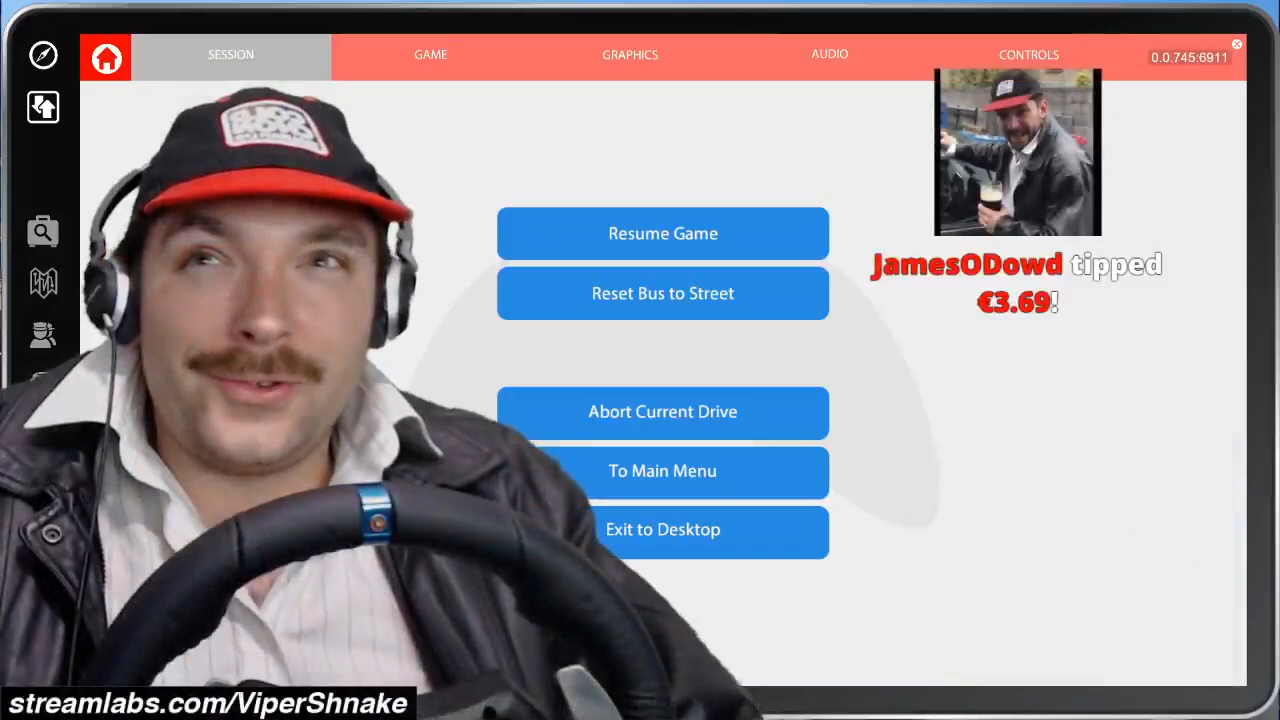 SESSION
GAME
GRAPHICS
AUDIO
CONTROLS
0.0.745:6911
Resume Game
Reset Bus to Street
Abort Current Drive
To Main Menu
Exit to Desktop
JamesODowd tipped
€3.69!
streamlabs.com/ViperShnake